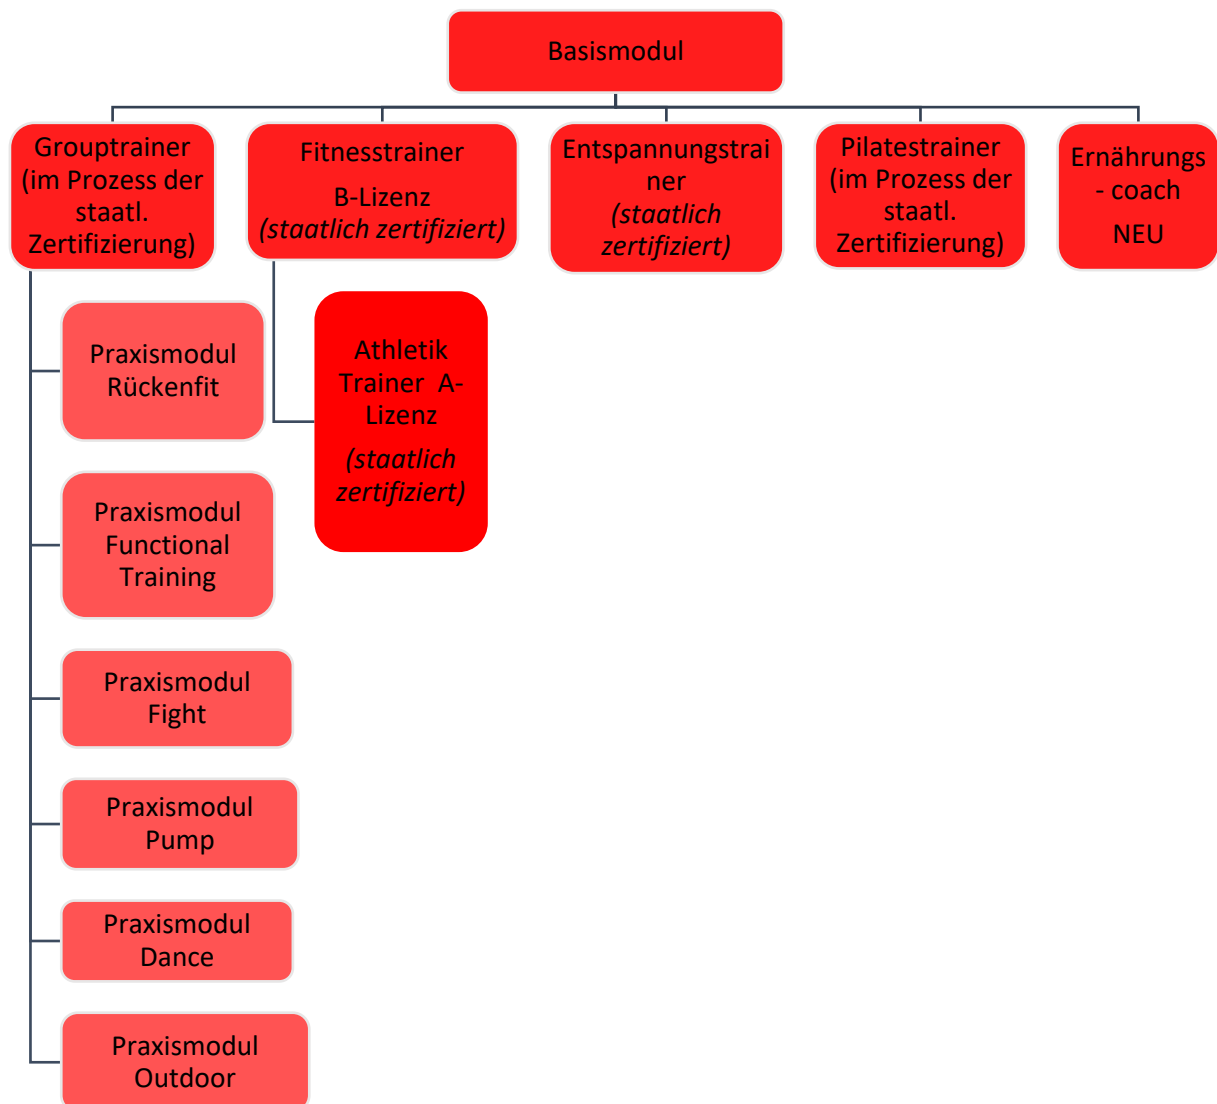 Basismodul
Grouptrainer
(im Prozess der
staatl.
Zertifizierung)
Fitnesstrainer
B-Lizenz
(staatlich zertifiziert)
Entspannungstrai
ner
(staatlich
zertifiziert)
Pilatestrainer
(im Prozess der
staatl.
Zertifizierung)
Ernährungs
- coach
NEU
Praxismodul
Rückenfit
Athletik
Trainer A-
Lizenz
(staatlich
zertifiziert)
Praxismodul
Functional
Training
Praxismodul
Fight
Praxismodul
Pump
Praxismodul
Dance
Praxismodul
Outdoor